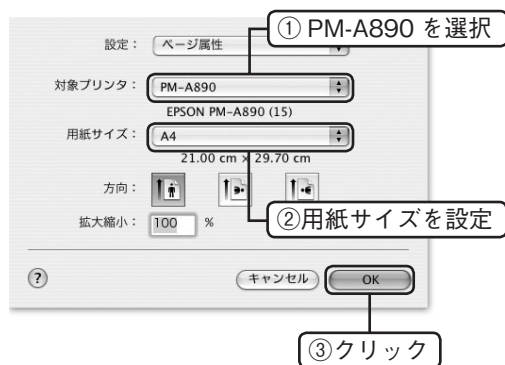 ① PM-A890 を選択
設定： ページ属性
対象プリンタ： PM-A890
EPSON PM-A890 (15)
用紙サイズ： A4
21.00 cm × 29.70 cm
方向：
②用紙サイズを設定
拡大縮小： 100 %
? キャンセル OK
③クリック